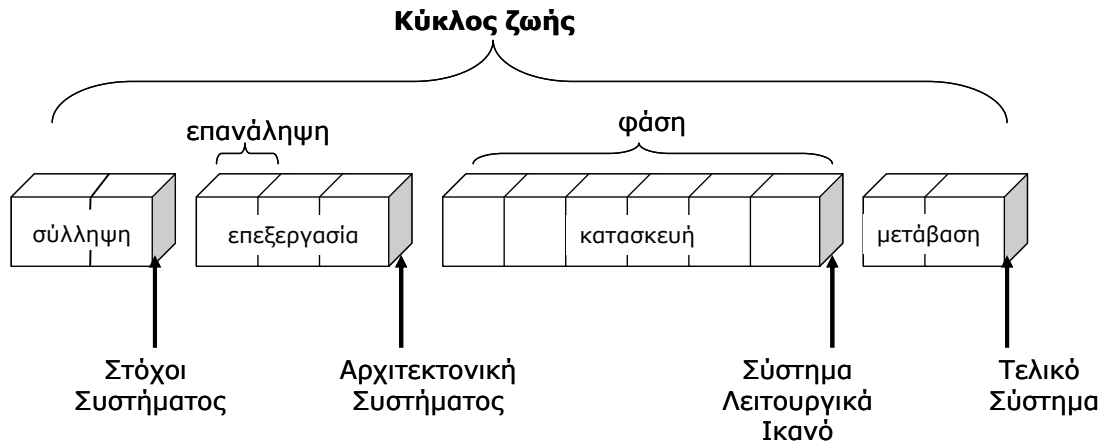 Κύκλος ζωής
επανάληψη
φάση
σύλληψη
επεξεργασία
κατασκευή
μετάβαση
Στόχοι
Συστήματος
Αρχιτεκτονική
Συστήματος
Σύστημα
Λειτουργικά
Ικανό
Τελικό
Σύστημα